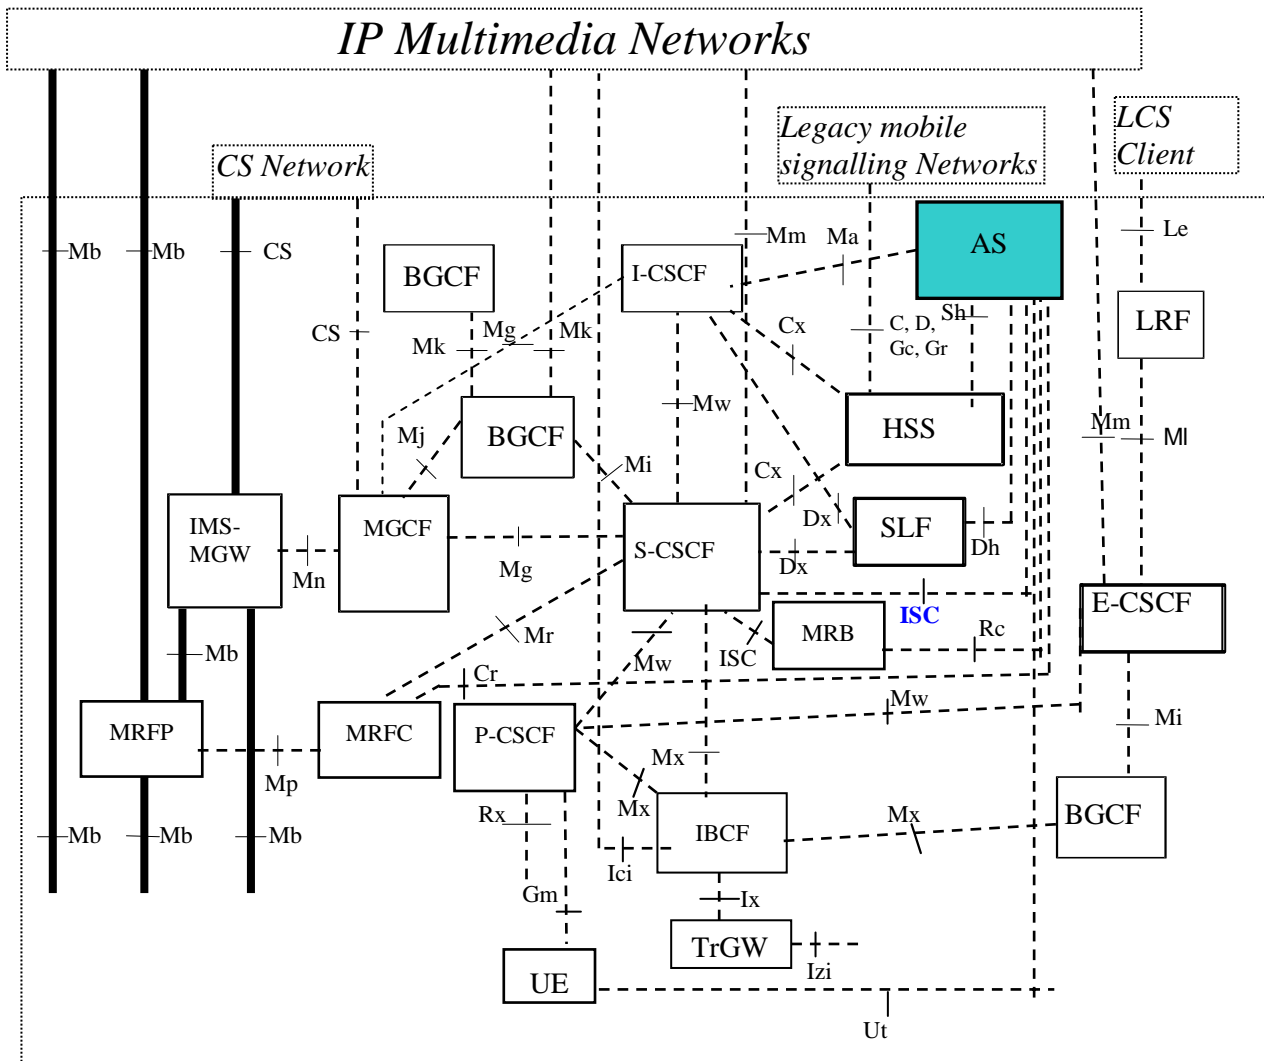 IP Multimedia Networks
Legacy mobile
signalling Networks
LCS
Client
CS Network
Mb
Mb
CS
Mm
Ma
AS
Le
BGCF
I-CSCF
Sh
LRF
CS
Mk
Mg
Mk
Cx
C, D,
Gc, Gr
Mw
HSS
Mm
MI
Mj
BGCF
Mi
Cx
IMS-
MGW
MGCF
S-CSCF
Dx
SLF
Dh
Mn
Mg
Dx
E-CSCF
ISC
Mr
Mw
ISC
MRB
Rc
Mb
Cr
Mw
MRFP
MRFC
P-CSCF
Mi
Mp
Mx
Mx
Mb
Mb
Mb
Rx
IBCF
Mx
BGCF
Ici
Gm
Ix
TrGW
Izi
UE
Ut